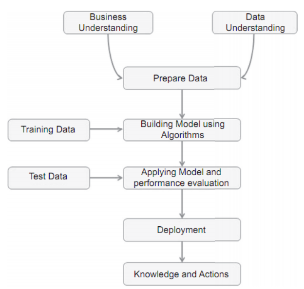 Business
Understanding
Data
Understanding
Prepare Data
Training Data
Building Model using
Algorithms
Test Data
Applying Model and
performance evaluation
Deployment
Knowledge and Actions